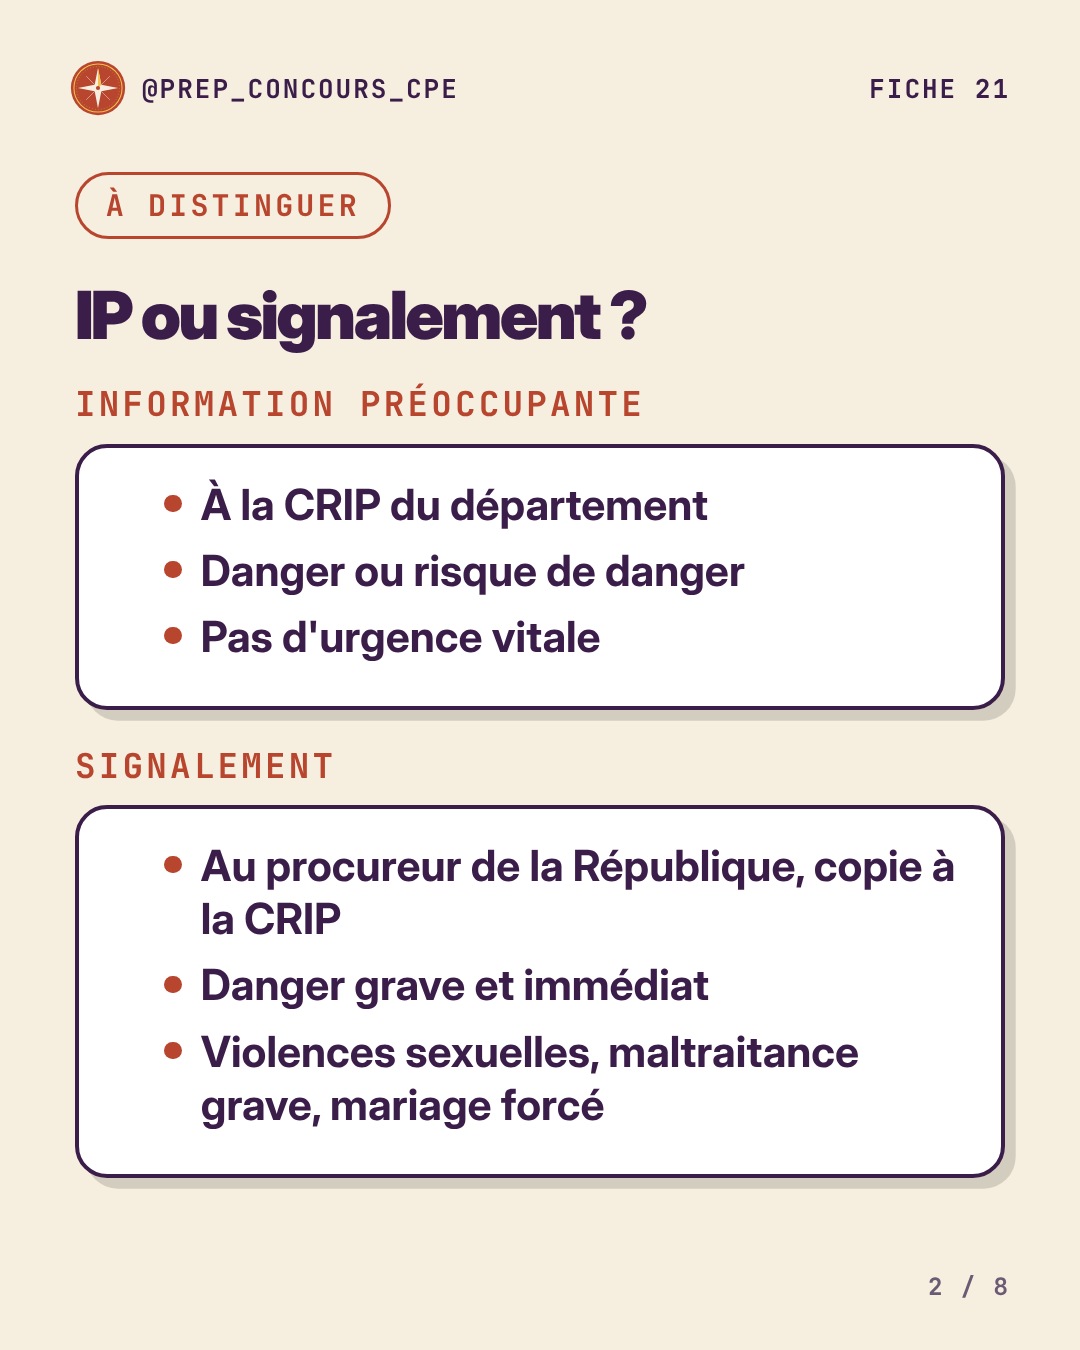 @PREP_CONCOURS_CPE
FICHE 21
À DISTINGUER
IP ou signalement ?
INFORMATION PRÉOCCUPANTE
À la CRIP du département
Danger ou risque de danger
Pas d'urgence vitale
SIGNALEMENT
Au procureur de la République, copie à
la CRIP
Danger grave et immédiat
Violences sexuelles, maltraitance
grave, mariage forcé
2 / 8